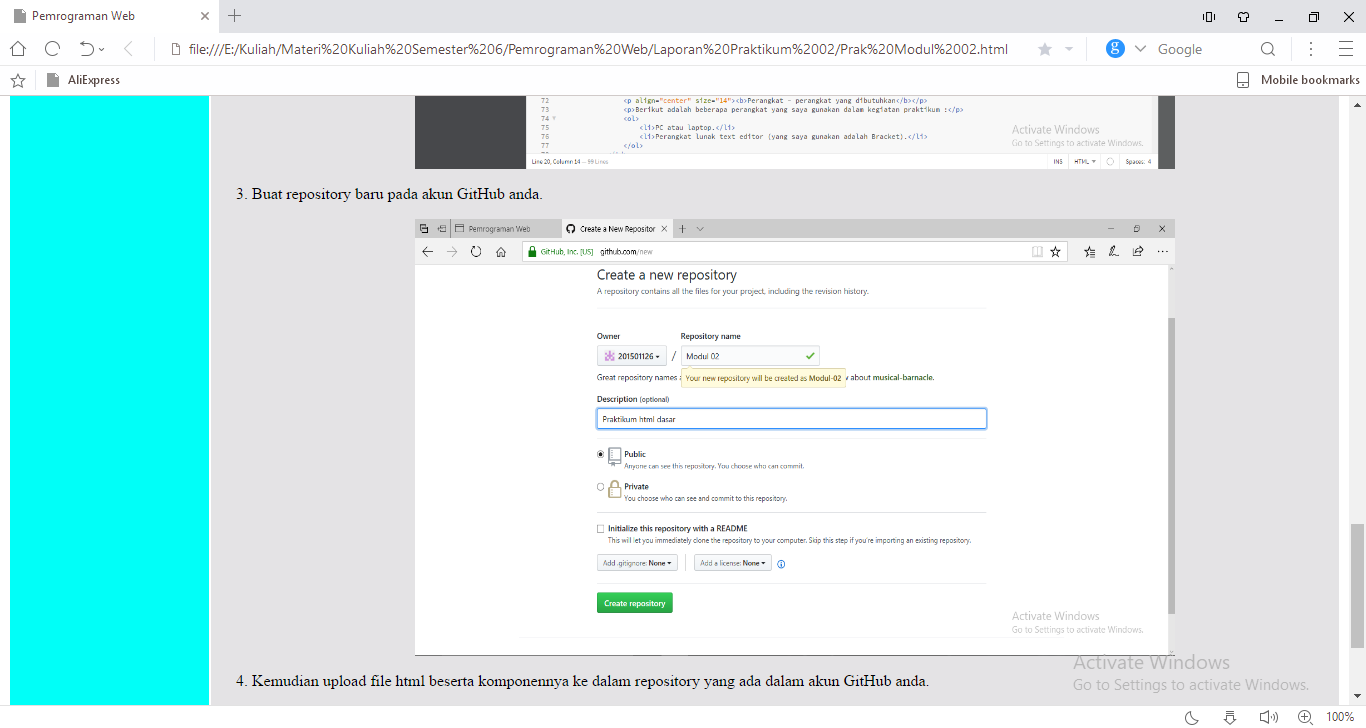 Pemrograman Web
file:///E:/Kuliah/Materi%20Kuliah%20Semester%206/Pemrograman%20Web/Laporan%20Praktikum%2002/Prak%20Modul%2002.html
g Google
AliExpress
Mobile bookmarks
72 <p align="center" size="14"><b>Perangkat - perangkat yang dibutuhkan</b></p>
73 <p>Berikut adalah beberapa perangkat yang saya gunakan dalam kegiatan praktikum :</p>
74 <ol>
75 <li>PC atau laptop.</li>
76 <li>Perangkat lunak text editor (yang saya gunakan adalah Bracket).</li>
77 </ol>
Activate Windows
Go to Settings to activate Windows.
Line 20, Column 14 — 89 Lines
INS HTML Spaces: 4
3. Buat repository baru pada akun GitHub anda.
Pemrograman Web
Create a New Repositor
GitHub, Inc. [US] github.com/new
Create a new repository
A repository contains all the files for your project, including the revision history.
Owner Repository name
201501126 / Modul 02
Great repository names
Your new repository will be created as Modul-02
about musical-barnacle.
Description (optional)
Praktikum html dasar
Public
Anyone can see this repository. You choose who can commit.
Private
You choose who can see and commit to this repository.
Initialize this repository with a README
This will let you immediately clone the repository to your computer. Skip this step if you're importing an existing repository.
Add .gitignore: None Add a license: None
Create repository
Activate Windows
Go to Settings to activate Windows.
4. Kemudian upload file html beserta komponennya ke dalam repository yang ada dalam akun GitHub anda.
Activate Windows
Go to Settings to activate Windows.
100%